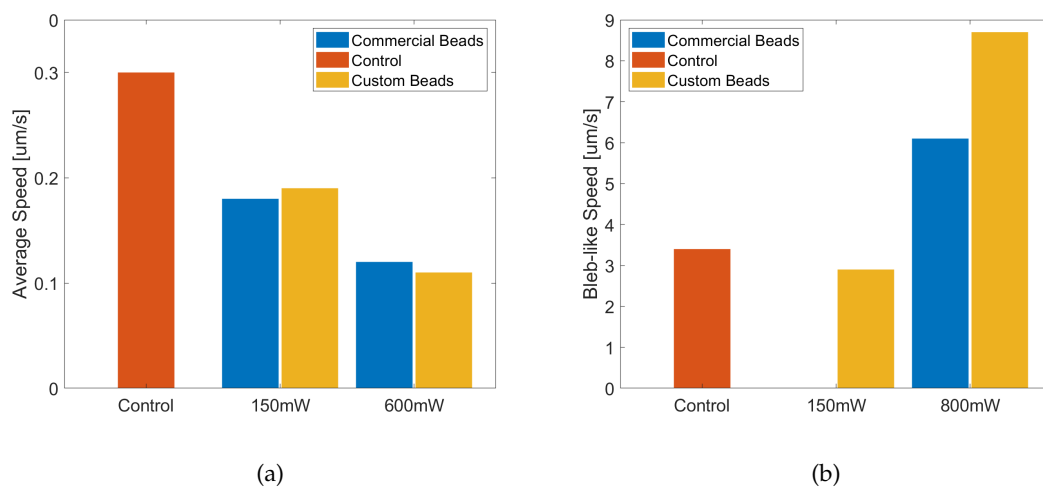 0
0.3
0.2
0.1
0
Average Speed [um/s]
Commercial Beads
Control
Custom Beads
Control 150mW 600mW
(a)
9
8
7
6
5
4
3
2
1
0
Bleb-like Speed [um/s]
Commercial Beads
Control
Custom Beads
Control 150mW 800mW
(b)